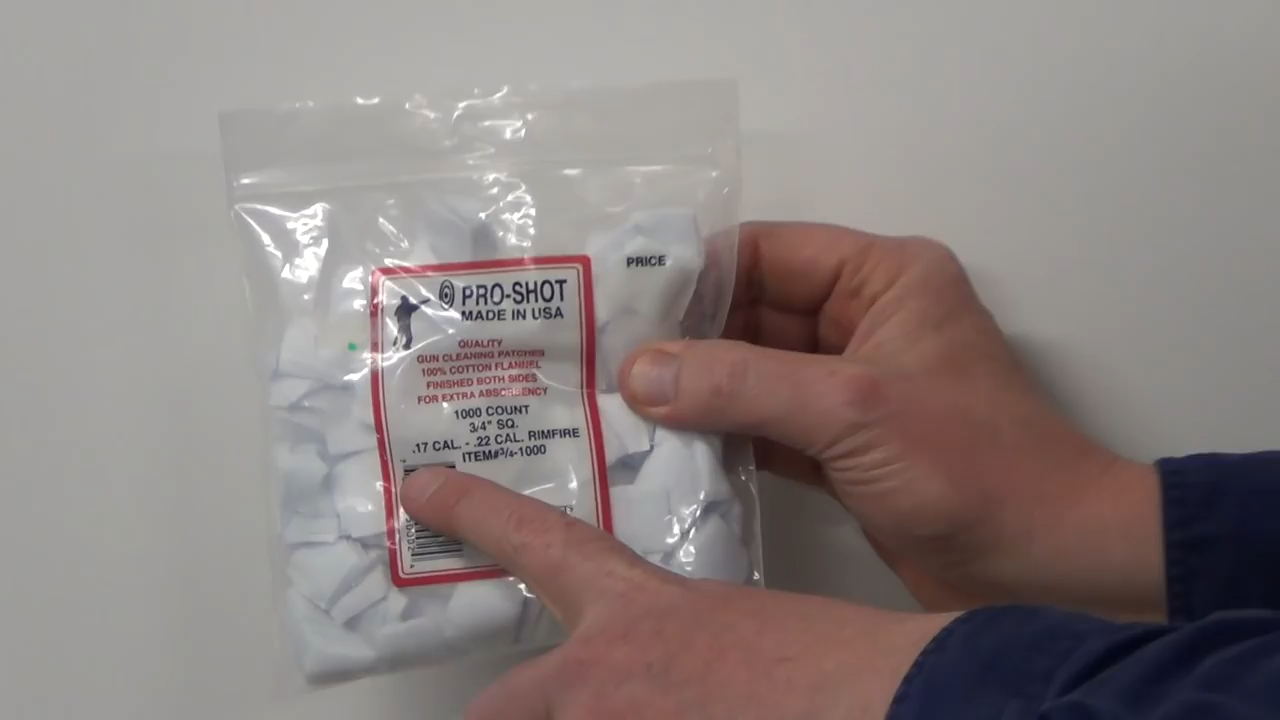 PRICE
PRO-SHOT
MADE IN USA
QUALITY
GUN CLEANING PATCHES
100% COTTON FLANNEL
FINISHED BOTH SIDES
FOR EXTRA ABSORBENCY
1000 COUNT
3/4" SQ.
.17 CAL. - .22 CAL. RIMFIRE
ITEM#3/4-1000